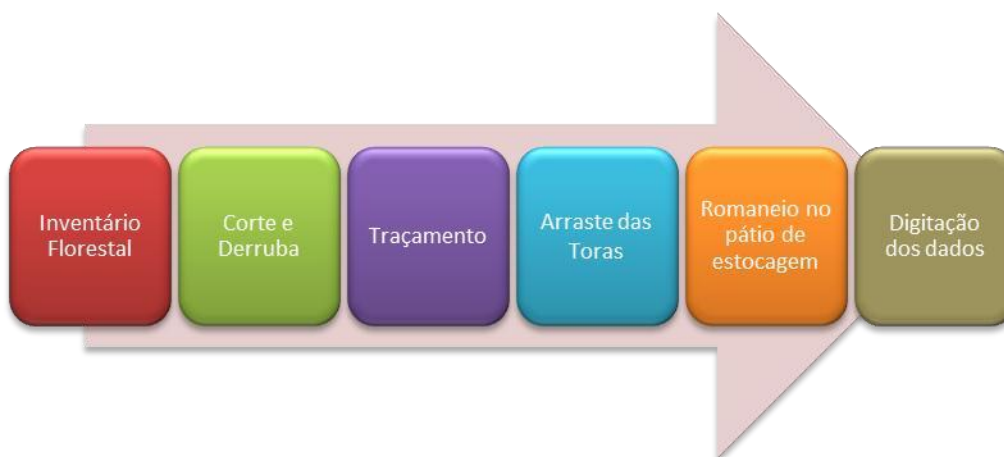 Inventário
Florestal
Corte e
Derruba
Traçamento
Arraste das
Toras
Romaneio no
pátio de
estocagem
Digitação
dos dados